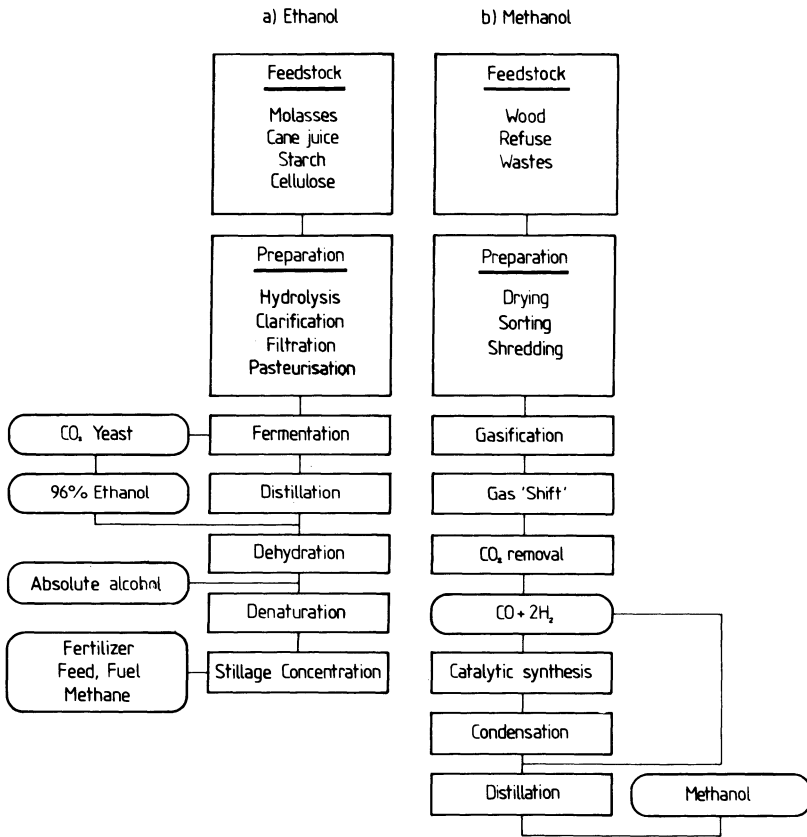 a) Ethanol
Feedstock
Molasses
Cane juice
Starch
Cellulose
Preparation
Hydrolysis
Clarification
Filtration
Pasteurisation
CO₂ Yeast
Fermentation
96% Ethanol
Distillation
Dehydration
Absolute alcohol
Denaturation
Fertilizer
Feed, Fuel
Methane
Stillage Concentration
b) Methanol
Feedstock
Wood
Refuse
Wastes
Preparation
Drying
Sorting
Shredding
Gasification
Gas 'Shift'
CO₂ removal
CO + 2H₂
Catalytic synthesis
Condensation
Distillation
Methanol